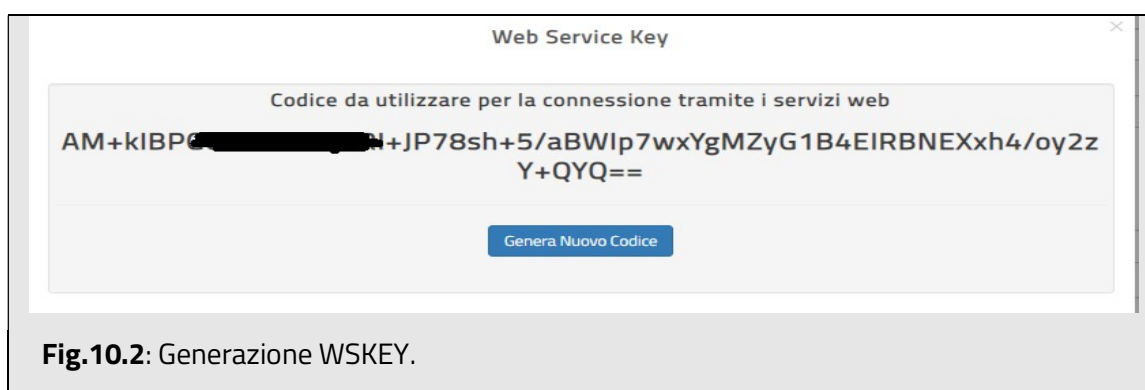 Web Service Key
Codice da utilizzare per la connessione tramite i servizi web
AM+kIBP +JP78sh+5/aBWIp7wxYgMZyG1B4EIRBNEXxh4/oy2z
Y+QYQ==
Genera Nuovo Codice
Fig.10.2: Generazione WSKEY.